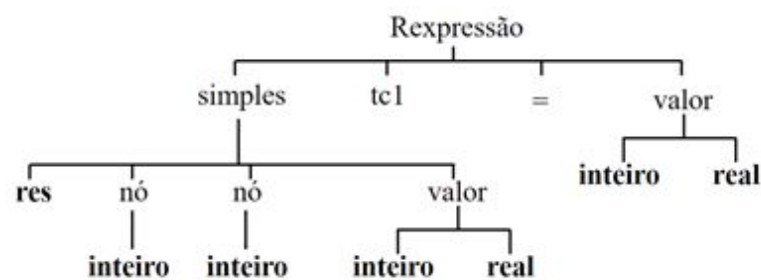 Rexpressão
simples tc1 = valor
inteiro real
res nó nó valor
inteiro inteiro inteiro real